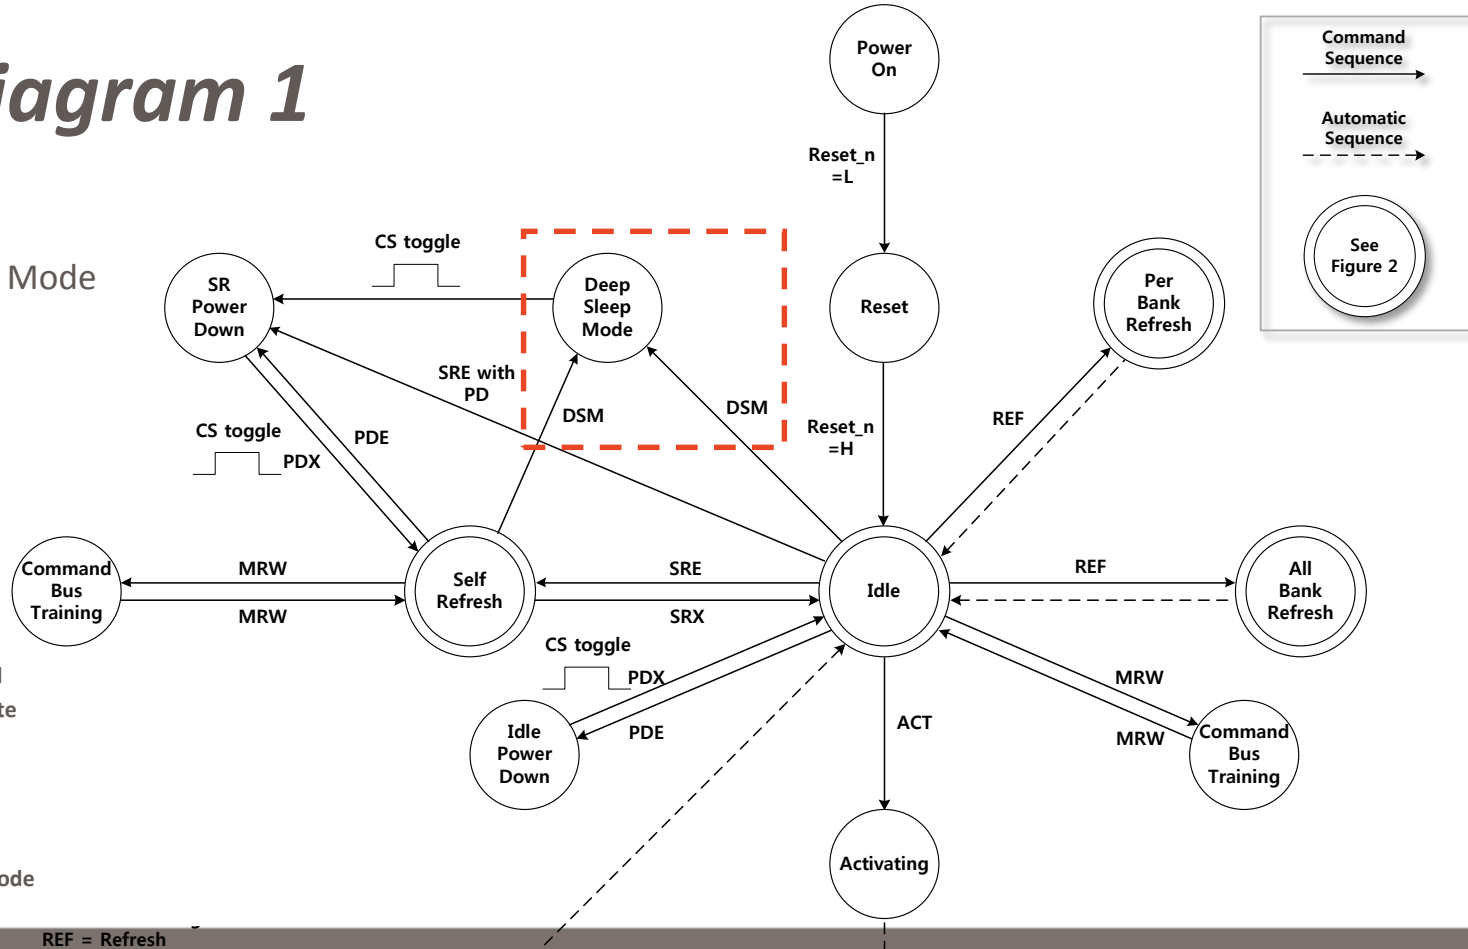 iagram 1
Mode
Power
On
Reset_n
=L
Command
Sequence
Automatic
Sequence
See
Figure 2
CS toggle
SR
Power
Down
Deep
Sleep
Mode
Reset
Per
Bank
Refresh
SRE with
PD
DSM
DSM
Reset_n
=H
REF
CS toggle
PDX
PDE
Command
Bus
Training
MRW
MRW
Self
Refresh
SRE
SRX
Idle
REF
All
Bank
Refresh
CS toggle
PDX
PDE
Idle
Power
Down
ACT
MRW
MRW
Command
Bus
Training
Activating
te
ode
REF = Refresh